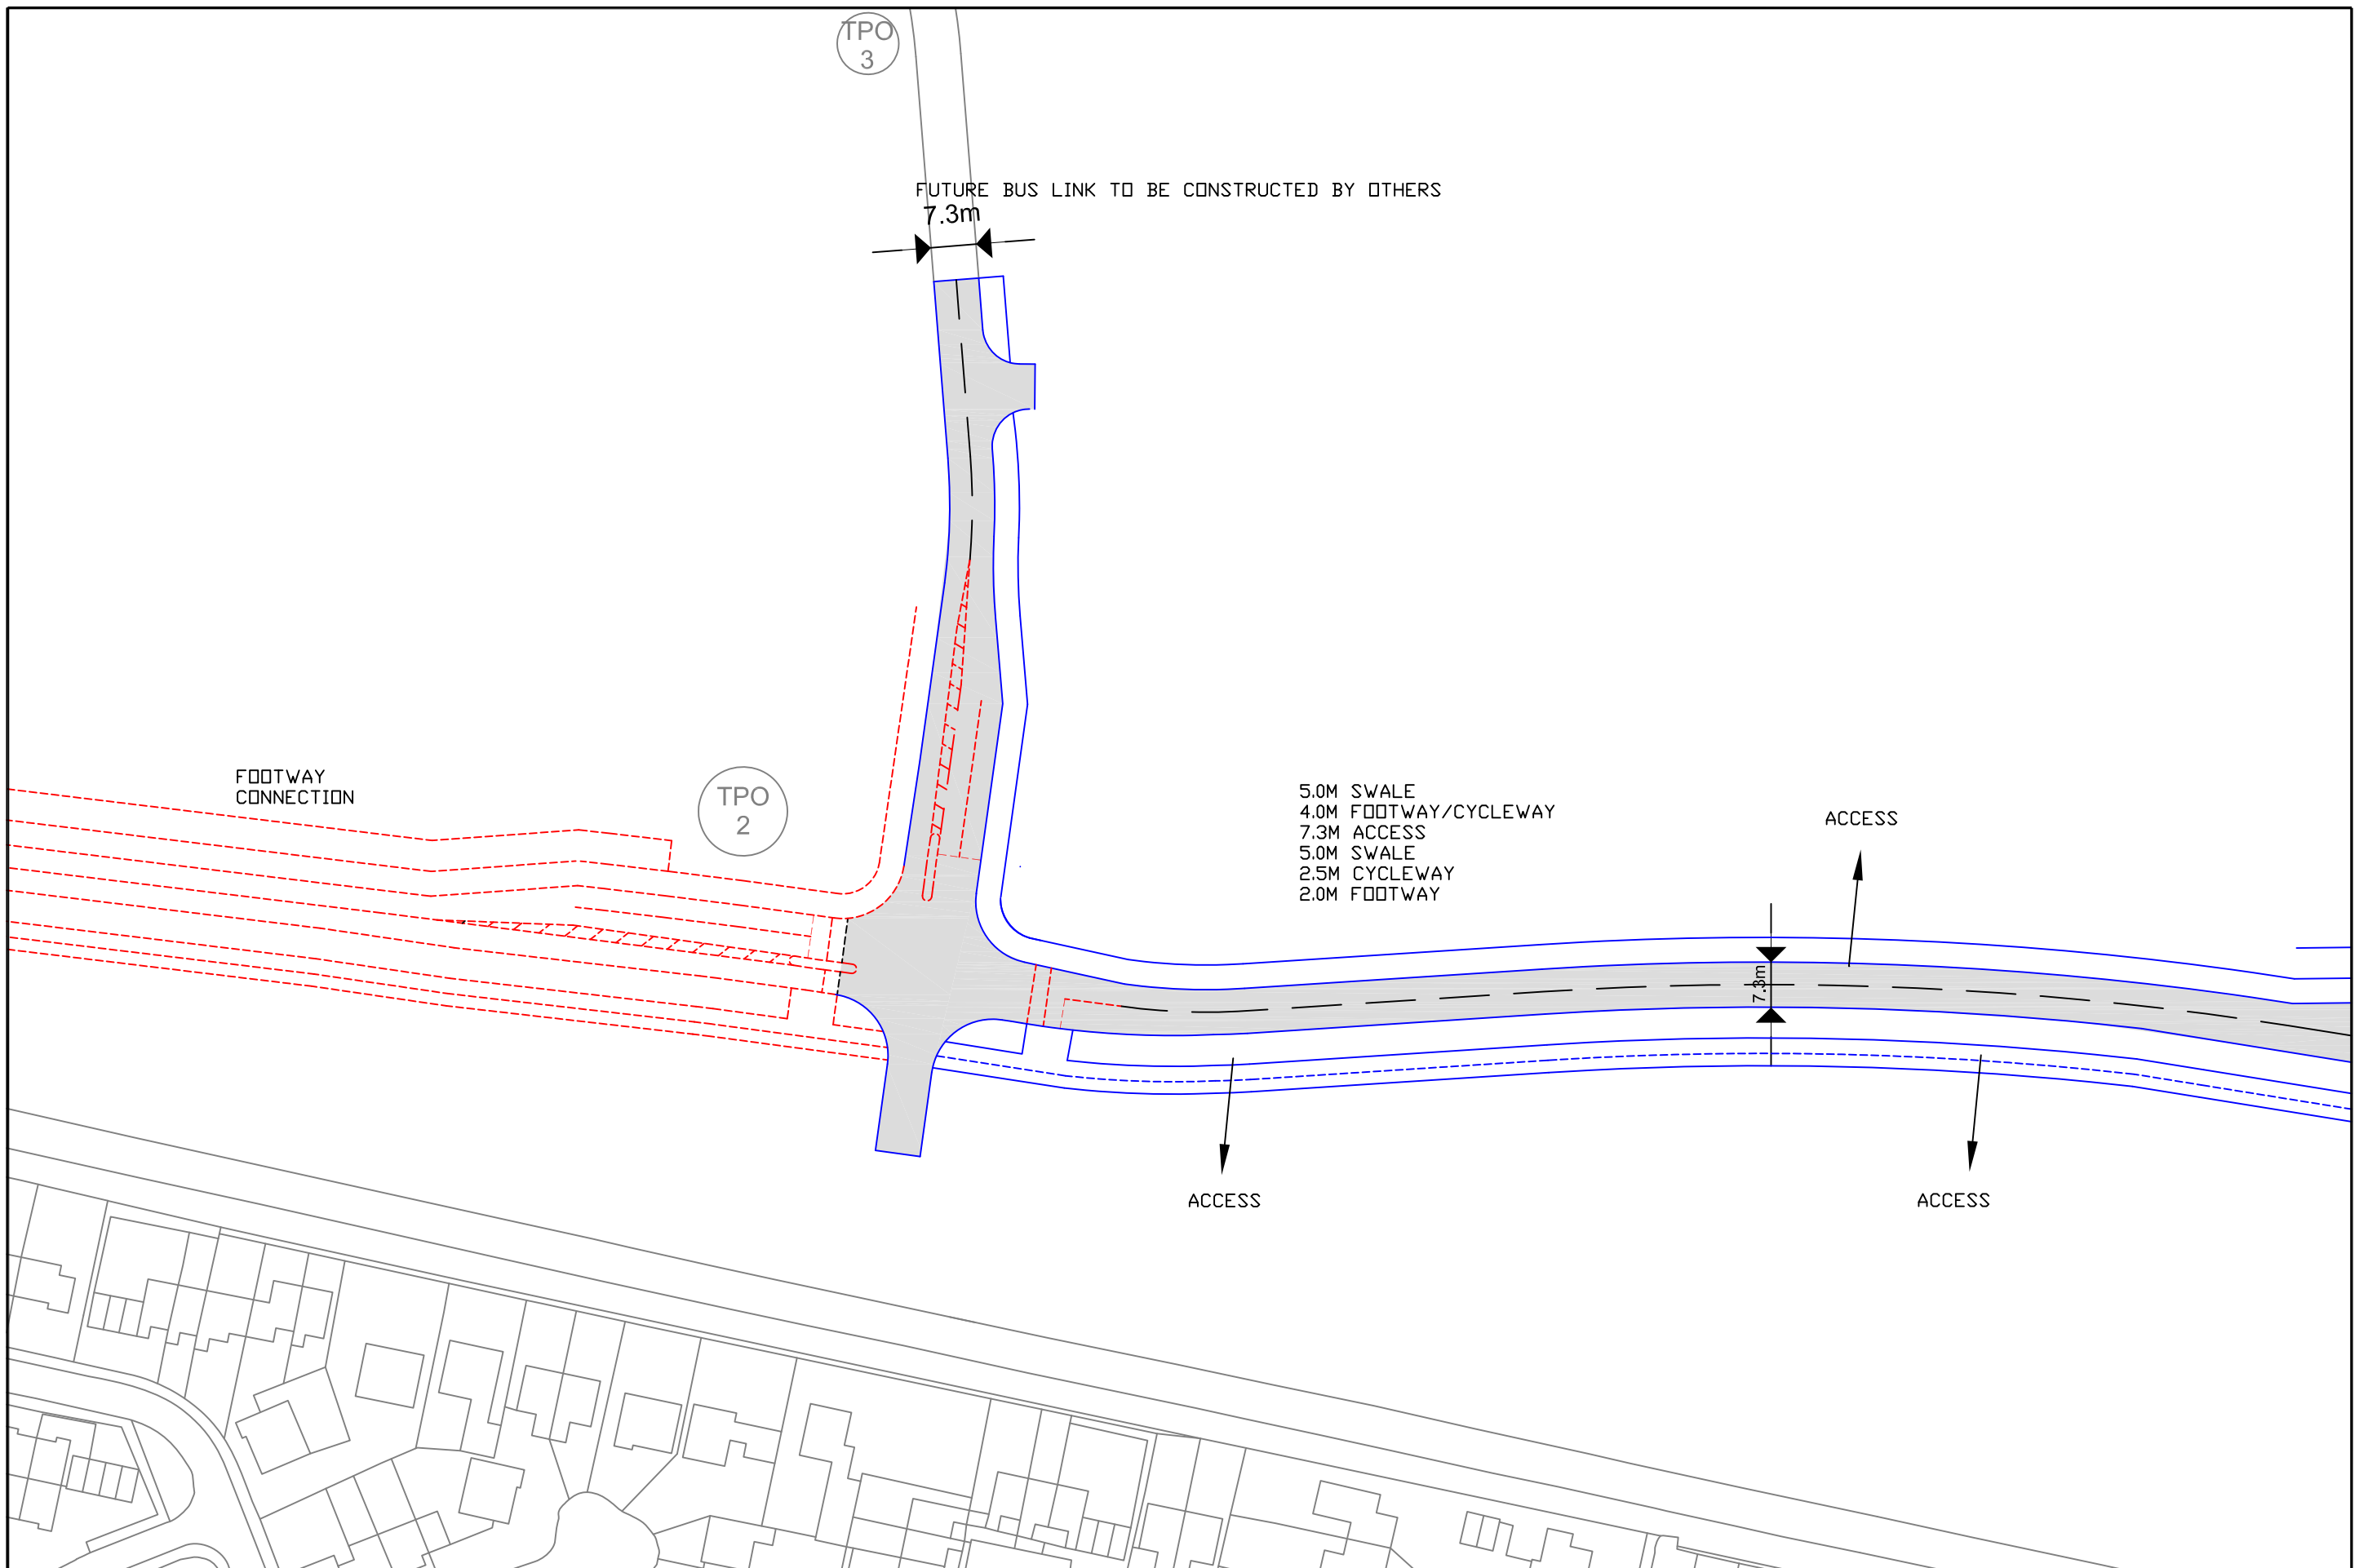 TPO
3
FUTURE BUS LINK TO BE CONSTRUCTED BY OTHERS
7.3m
FOOTWAY
CONNECTION
TPO
2
5.0M SWALE
4.0M FOOTWAY/CYCLEWAY
7.3M ACCESS
5.0M SWALE
2.5M CYCLEWAY
2.0M FOOTWAY
ACCESS
7.3m
ACCESS
ACCESS